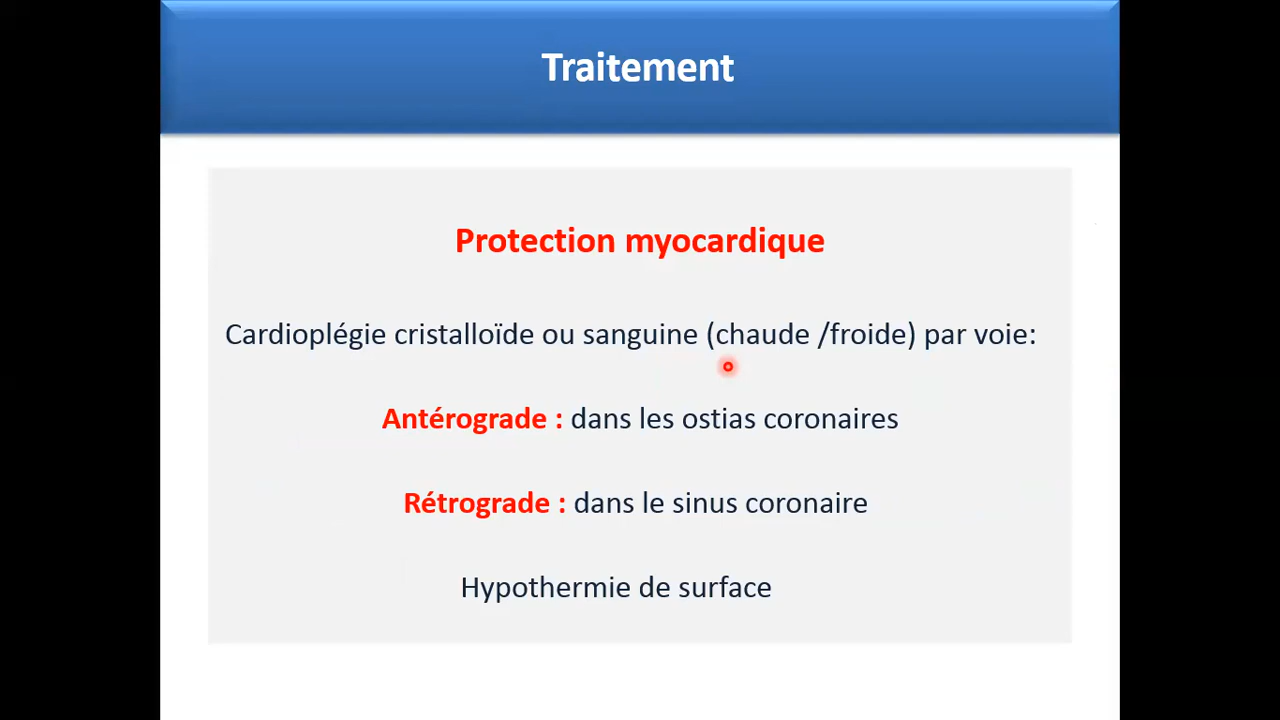 Traitement
Protection myocardique
Cardioplégie cristalloïde ou sanguine (chaude /froide) par voie:
Antérograde : dans les ostias coronaires
Rétrograde : dans le sinus coronaire
Hypothermie de surface